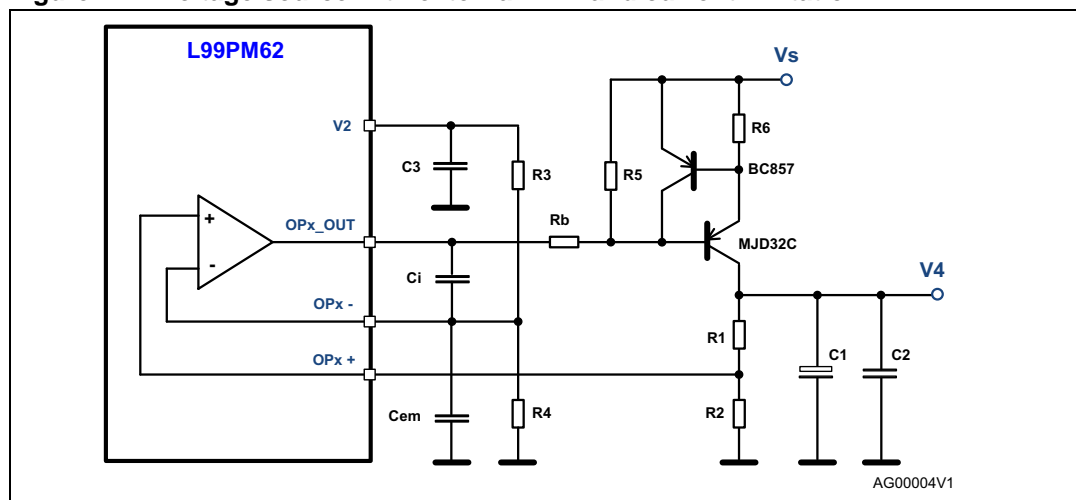 L99PM62
Vs
V2
R6
C3
R3
R5
BC857
OPx_OUT
Rb
+
MJD32C
-
Ci
V4
OPx -
R1
OPx +
C1
C2
Cem
R4
R2
AG00004V1